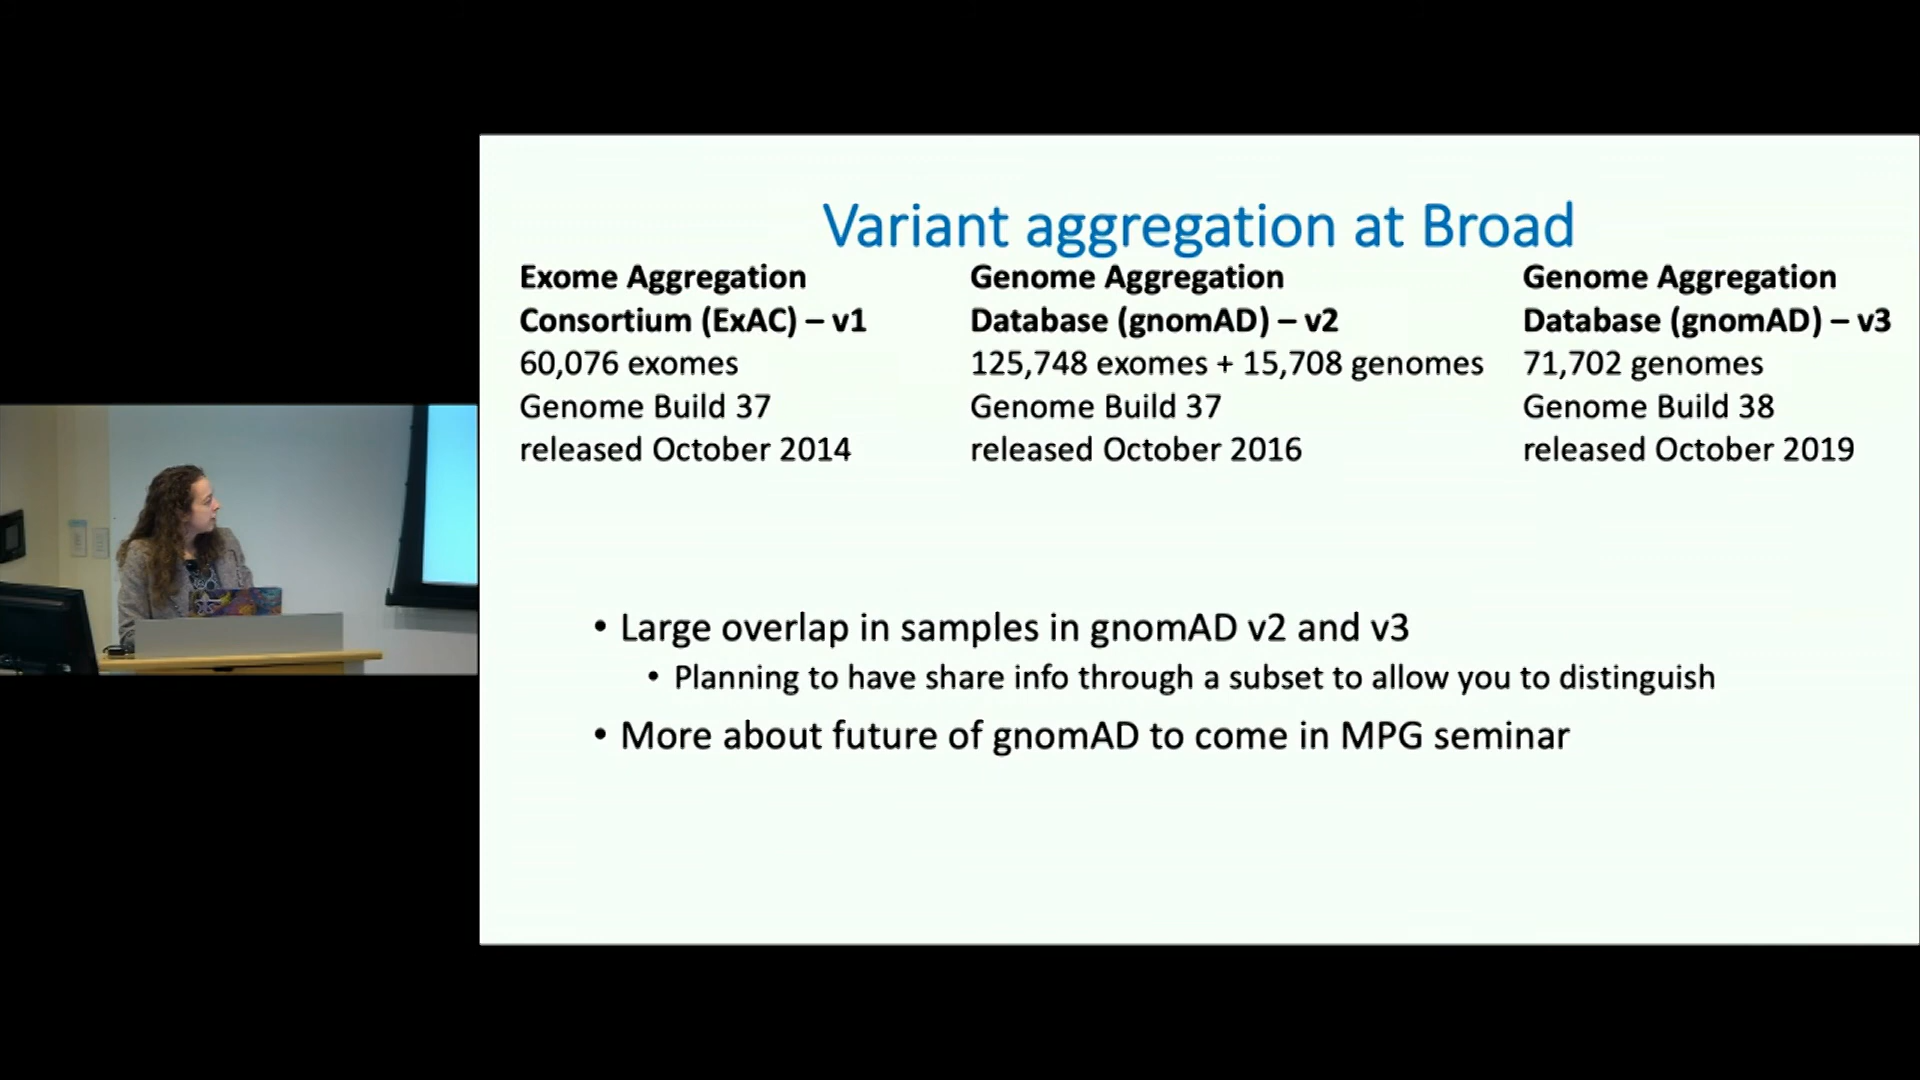 Variant aggregation at Broad
Exome Aggregation
Consortium (ExAC) – v1
60,076 exomes
Genome Build 37
released October 2014
Genome Aggregation
Database (gnomAD) – v2
125,748 exomes + 15,708 genomes
Genome Build 37
released October 2016
Genome Aggregation
Database (gnomAD) – v3
71,702 genomes
Genome Build 38
released October 2019
• Large overlap in samples in gnomAD v2 and v3
• Planning to have share info through a subset to allow you to distinguish
• More about future of gnomAD to come in MPG seminar